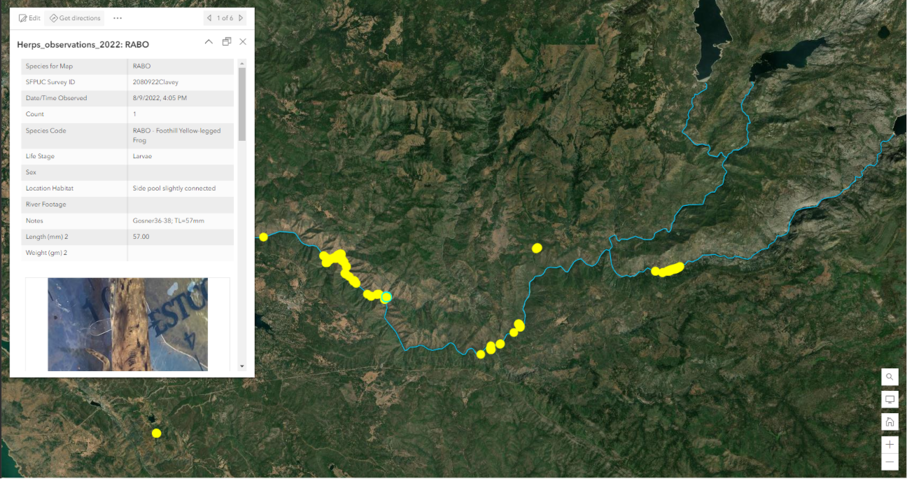 Edit Get directions ... 1 of 6
Herps_observations_2022: RABO
Species for Map RABO
SFPUC Survey ID 2080922Clavey
Date/Time Observed 8/9/2022, 4:05 PM
Count 1
Species Code RABO - Foothill Yellow-legged
Frog
Life Stage Larvae
Sex
Location Habitat Side pool slightly connected
River Footage
Notes Gosner36-38; TL=57mm
Length (mm) 2 57.00
Weight (gm) 2
ESTO